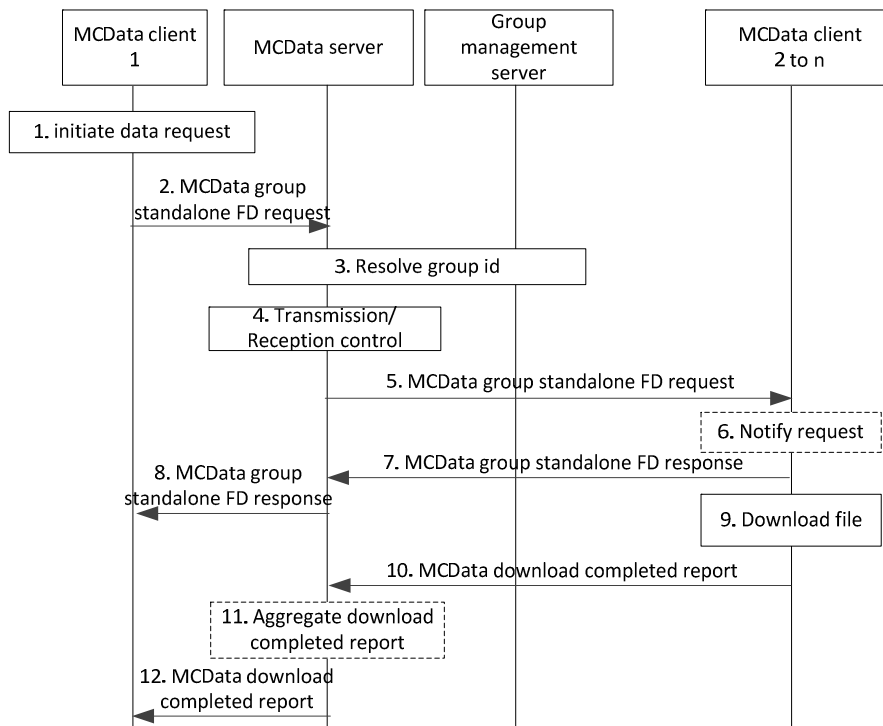 MCData client
1
MCData server
Group
management
server
MCData client
2 to n
1. initiate data request
2. MCData group
standalone FD request
3. Resolve group id
4. Transmission/
Reception control
5. MCData group standalone FD request
6. Notify request
7. MCData group standalone FD response
8. MCData group
standalone FD response
9. Download file
10. MCData download completed report
11. Aggregate download
completed report
12. MCData download
completed report